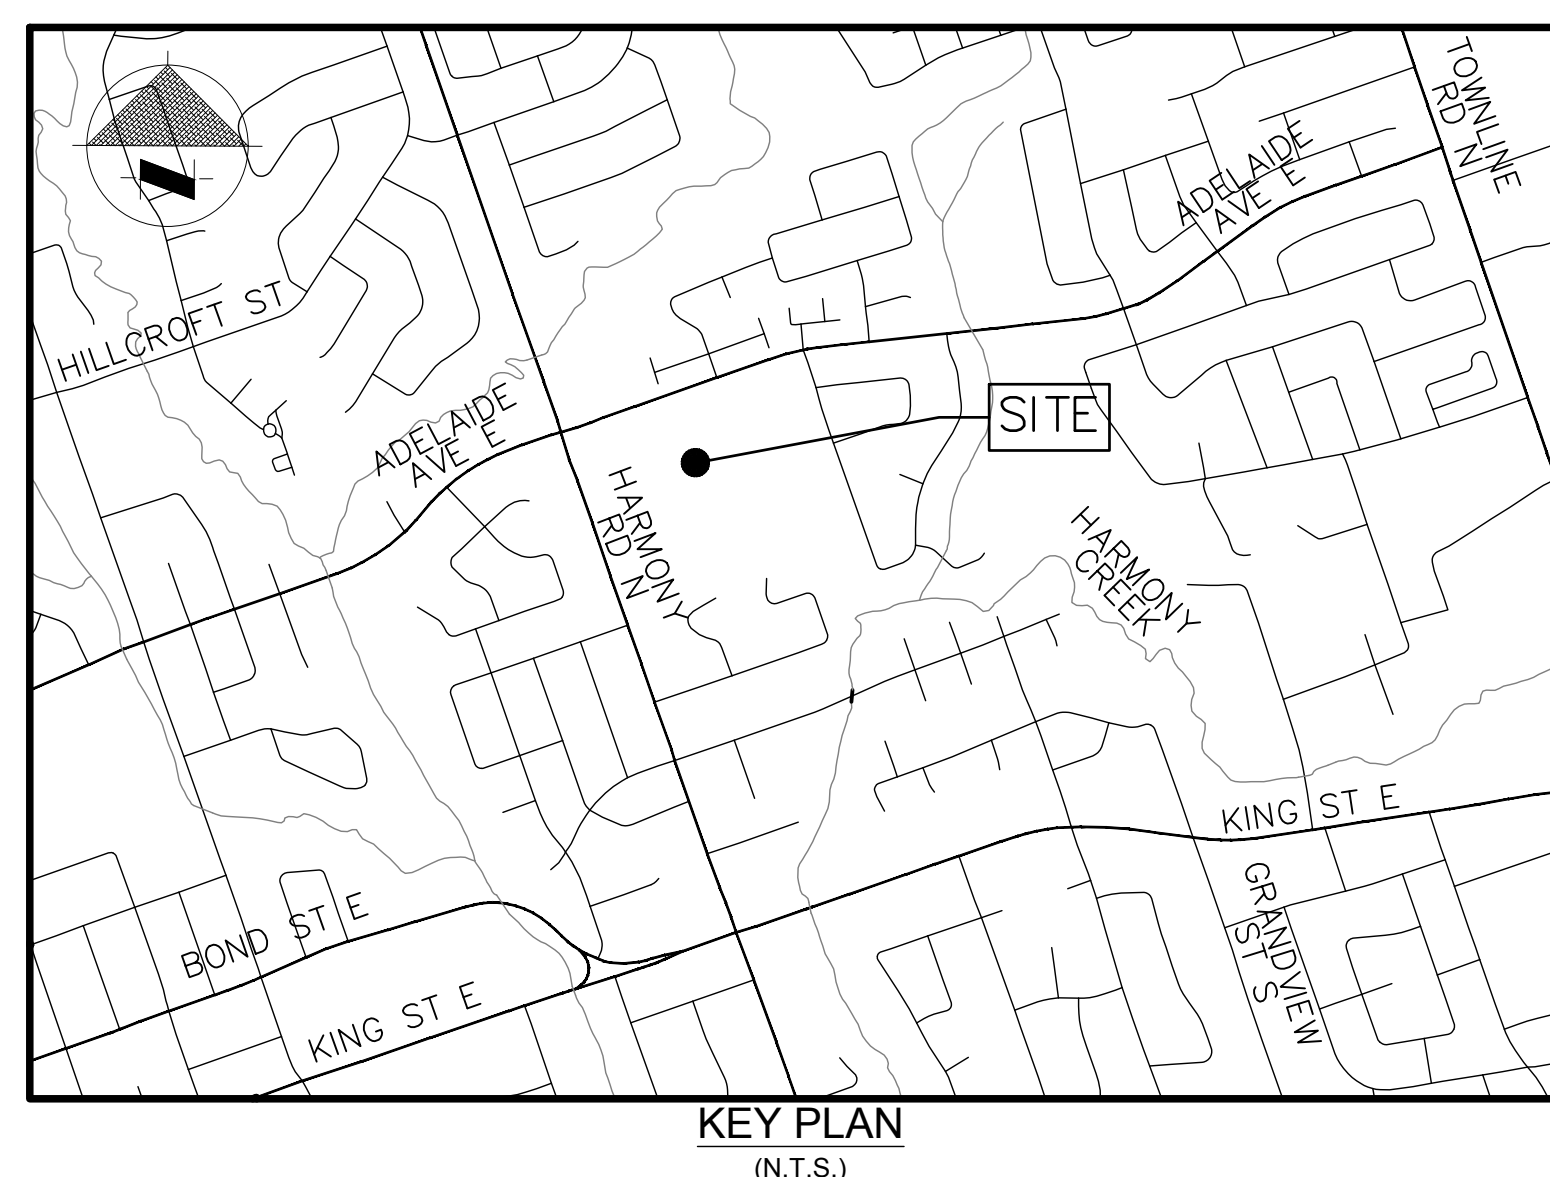 TOWNLINE
RD N
ADELAIDE
AVE E
HILLCROFT ST
ADELAIDE
AVE E
SITE
HARMONY
RD N
HARMONY
CREEK
KING ST E
BOND ST E
GRANDVIEW
ST S
KING ST E
KEY PLAN
(N.T.S.)